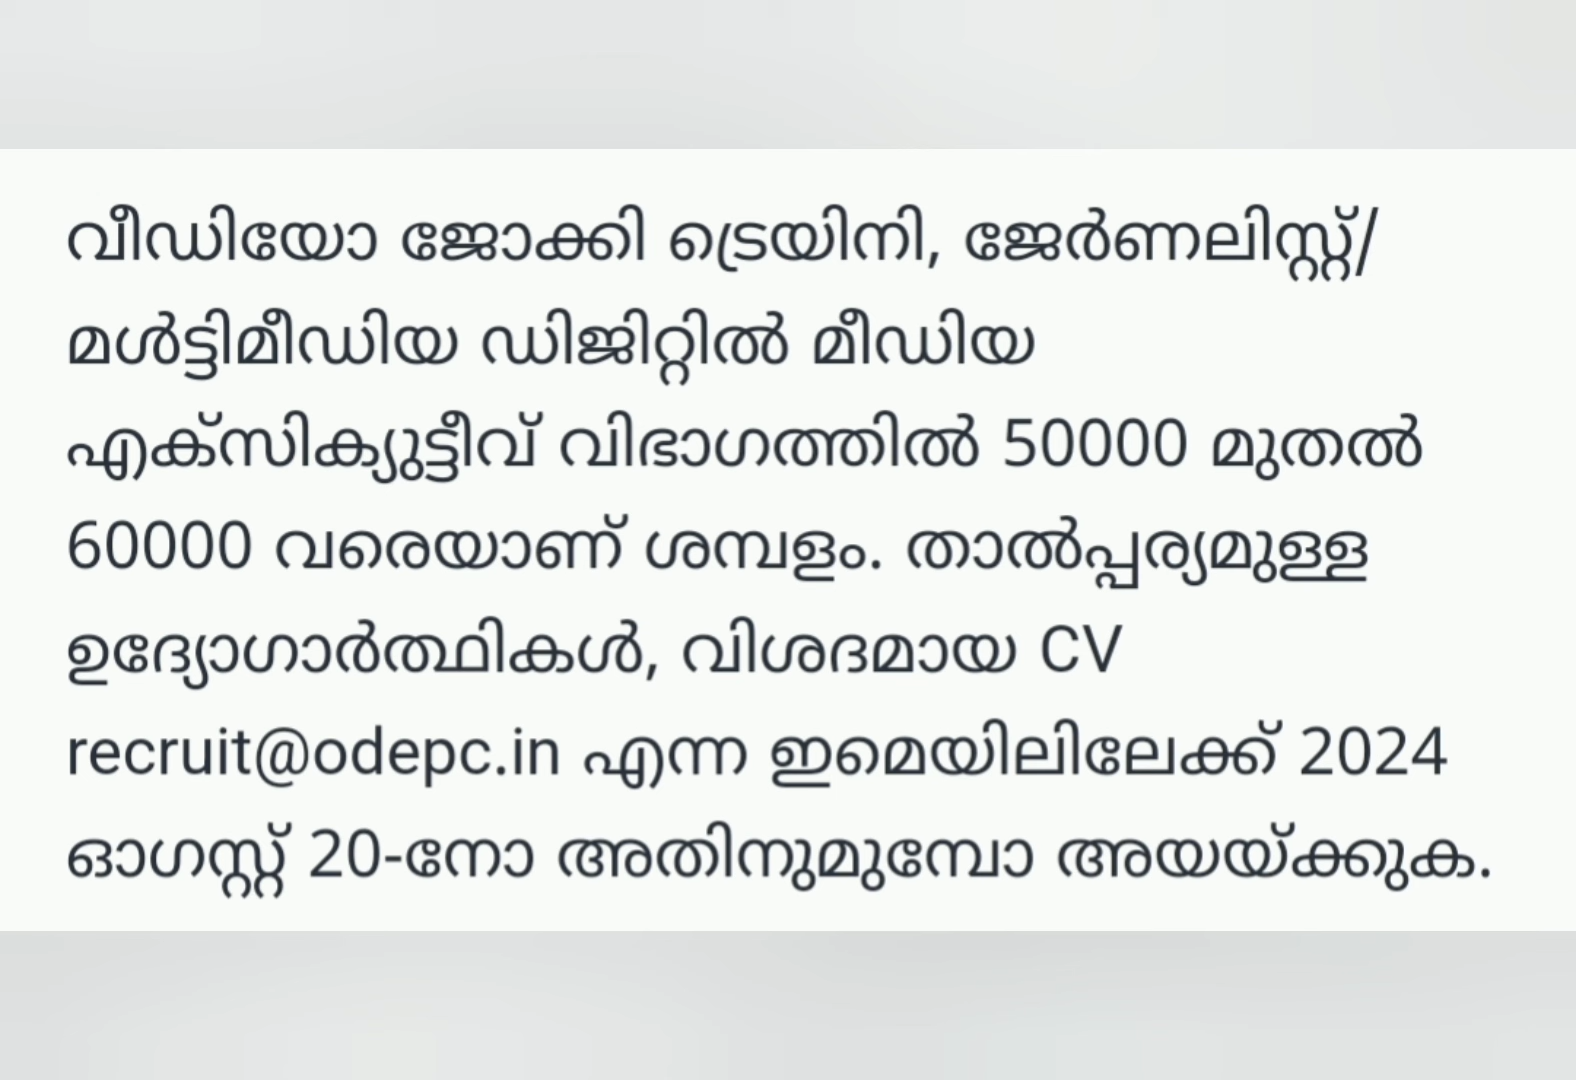 വീഡിയോ ജോക്കി ട്രെയിനി, ജേർണലിസ്റ്റ്/
മൾട്ടിമീഡിയ ഡിജിറ്റിൽ മീഡിയ
എക്സിക്യുട്ടീവ് വിഭാഗത്തിൽ 50000 മുതൽ
60000 വരെയാണ് ശമ്പളം. താൽപ്പര്യമുള്ള
ഉദ്യോഗാർത്ഥികൾ, വിശദമായ CV
recruit@odepc.in എന്ന ഇമെയിലിലേക്ക് 2024
ഓഗസ്റ്റ് 20-നോ അതിനുമുമ്പോ അയയ്ക്കുക.